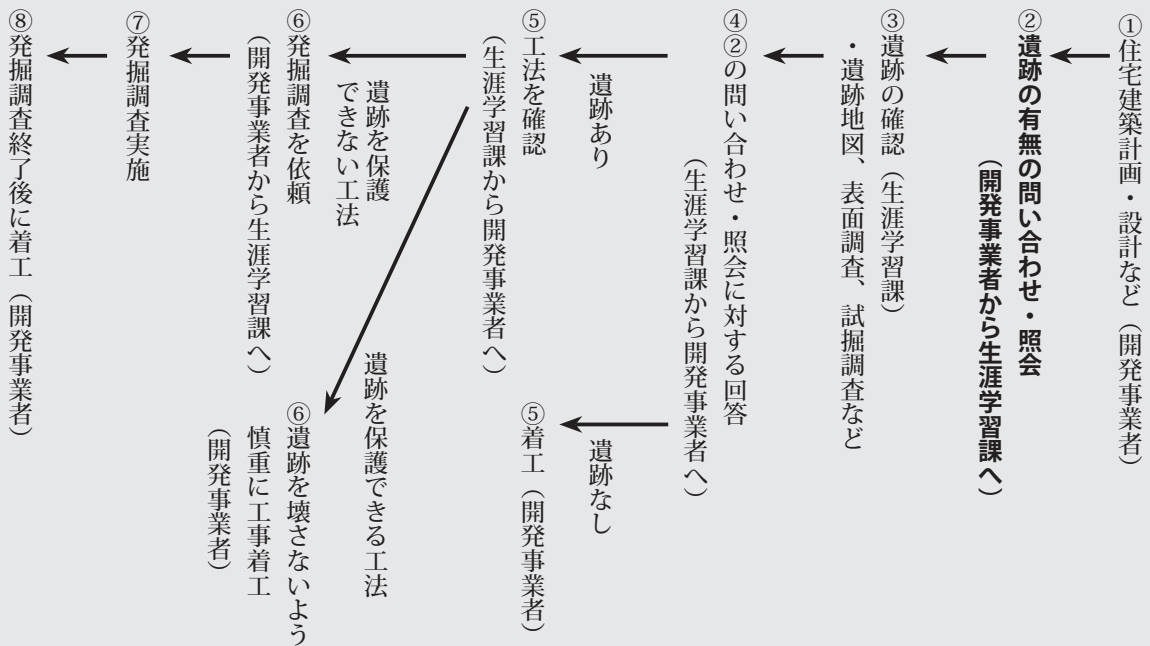 ①住宅建築計画・設計など（開発事業者）
②遺跡の有無の問い合わせ・照会
（開発事業者から生涯学習課へ）
③遺跡の確認（生涯学習課）
・遺跡地図、表面調査、試掘調査など
④②の問い合わせ・照会に対する回答
（生涯学習課から開発事業者へ）
遺跡あり
遺跡なし
⑤工法を確認
（生涯学習課から開発事業者へ）
⑤着工（開発事業者）
遺跡を保護
できない工法
遺跡を保護できる工法
⑥発掘調査を依頼
（開発事業者から生涯学習課へ）
⑥遺跡を壊さないよう
慎重に工事着工
（開発事業者）
⑦発掘調査実施
⑧発掘調査終了後に着工（開発事業者）